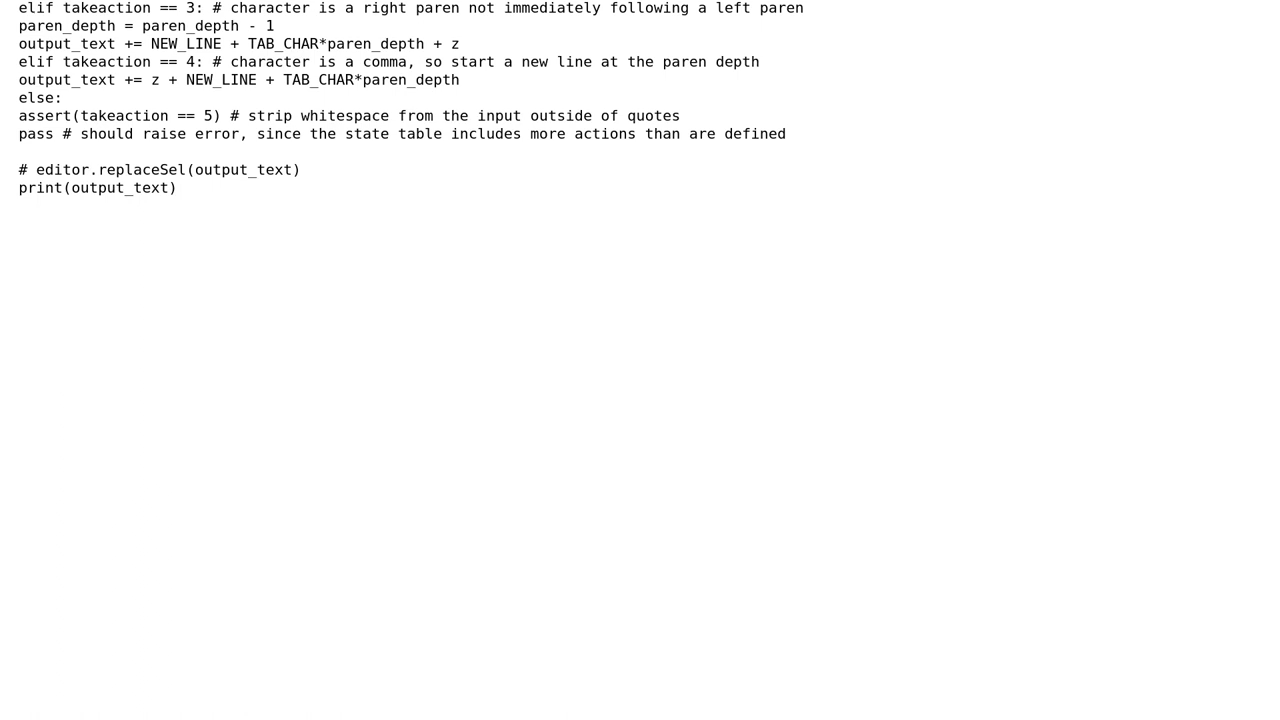 elif takeaction == 3: # character is a right paren not immediately following a left paren
paren_depth = paren_depth - 1
output_text += NEW_LINE + TAB_CHAR*paren_depth + z
elif takeaction == 4: # character is a comma, so start a new line at the paren depth
output_text += z + NEW_LINE + TAB_CHAR*paren_depth
else:
assert(takeaction == 5) # strip whitespace from the input outside of quotes
pass # should raise error, since the state table includes more actions than are defined

# editor.replaceSel(output_text)
print(output_text)